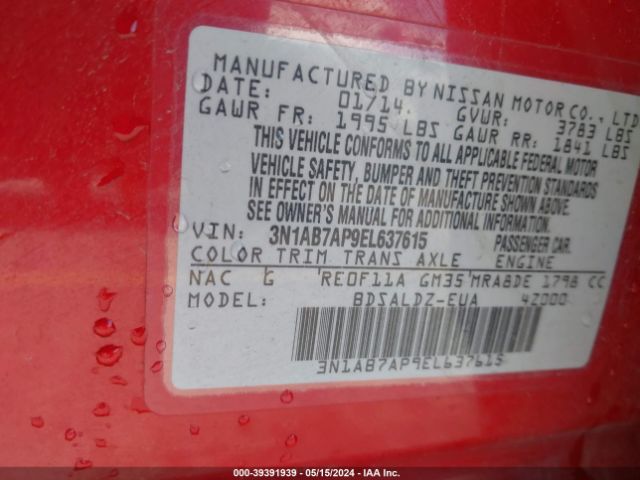 MANUFACTURED BY NISSAN MOTOR CO., LTD
DATE: 01/14 GVWR: 3783 LBS
GAWR FR: 1995 LBS GAWR RR: 1841 LBS
THIS VEHICLE CONFORMS TO ALL APPLICABLE FEDERAL MOTOR
VEHICLE SAFETY, BUMPER AND THEFT PREVENTION STANDARDS
IN EFFECT ON THE DATE OF MANUFACTURE SHOWN ABOVE.
SEE OWNER'S MANUAL FOR ADDITIONAL INFORMATION.
VIN: 3N1AB7AP9EL637615 PASSENGER CAR
COLOR TRIM TRANS AXLE ENGINE
NAC G RE0F11A GM35 MRA8DE 1798 CC
MODEL: BDSALDZ-EUA 4Z000
3N1AB7AP9EL637615
000-39391939 - 05/15/2024 - IAA Inc.